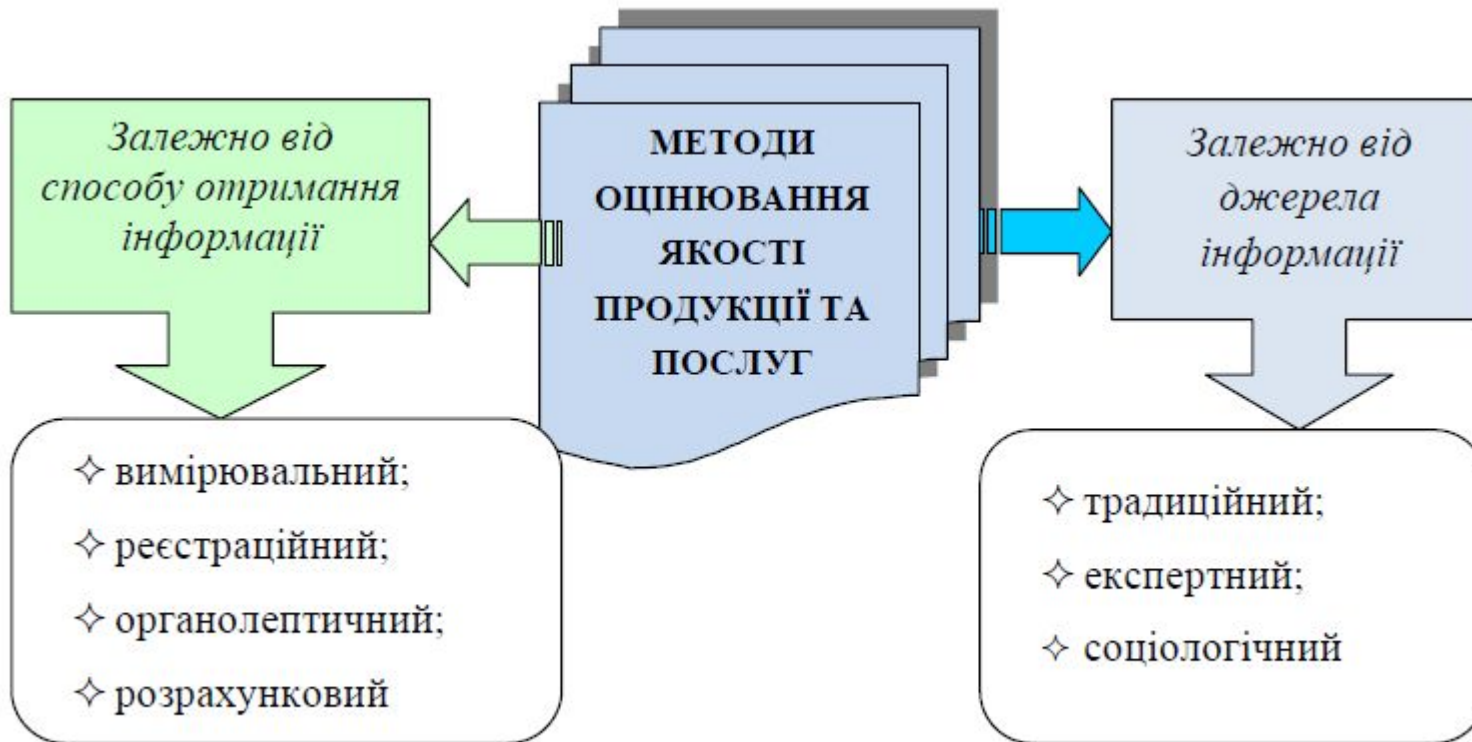 МЕТОДИ
ОЦІНЮВАННЯ
ЯКОСТІ
ПРОДУКЦІЇ ТА
ПОСЛУГ
Залежно від
способу отримання
інформації
✧ вимірювальний;
✧ реєстраційний;
✧ органолептичний;
✧ розрахунковий
Залежно від
джерела
інформації
✧ традиційний;
✧ експертний;
✧ соціологічний